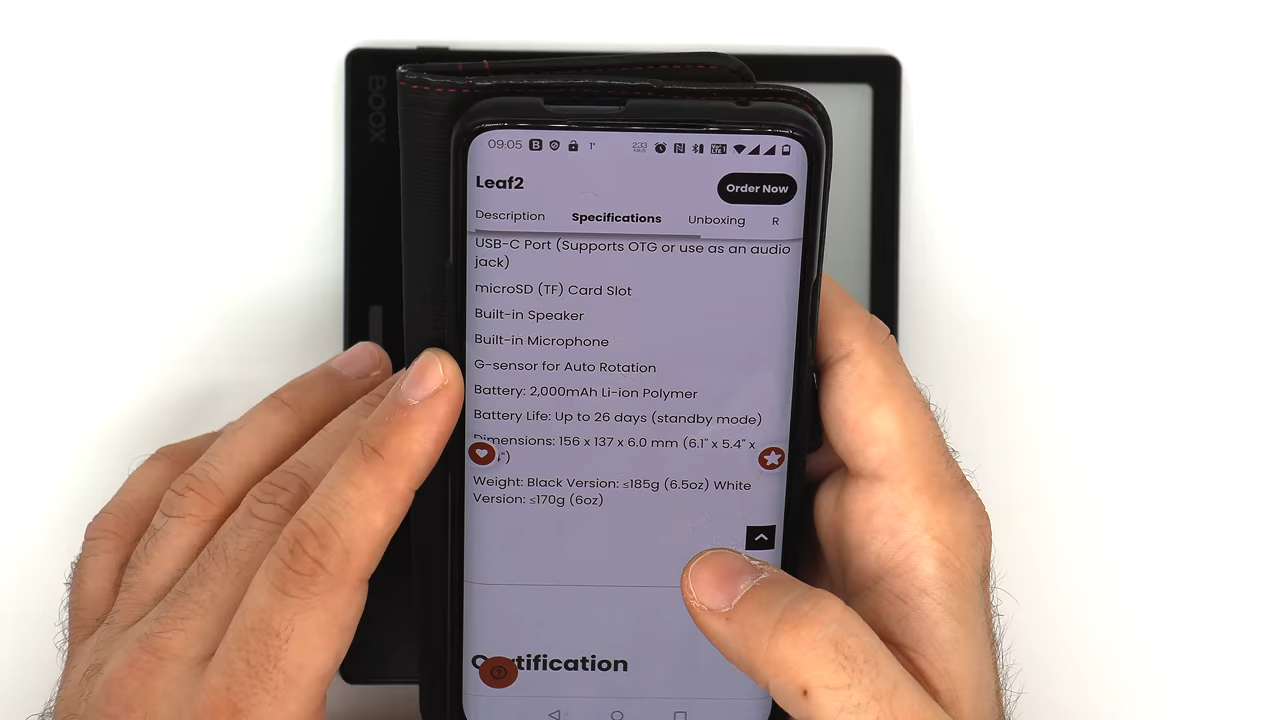 BOOX
09:05
2.33
Leaf2
Order Now
Description Specifications Unboxing R
USB-C Port (Supports OTG or use as an audio
jack)
microSD (TF) Card Slot
Built-in Speaker
Built-in Microphone
G-sensor for Auto Rotation
Battery: 2,000mAh Li-ion Polymer
Battery Life: Up to 26 days (standby mode)
Dimensions: 156 x 137 x 6.0 mm (6.1" x 5.4" x
")
Weight: Black Version: ≤185g (6.5oz) White
Version: ≤170g (6oz)
Certification